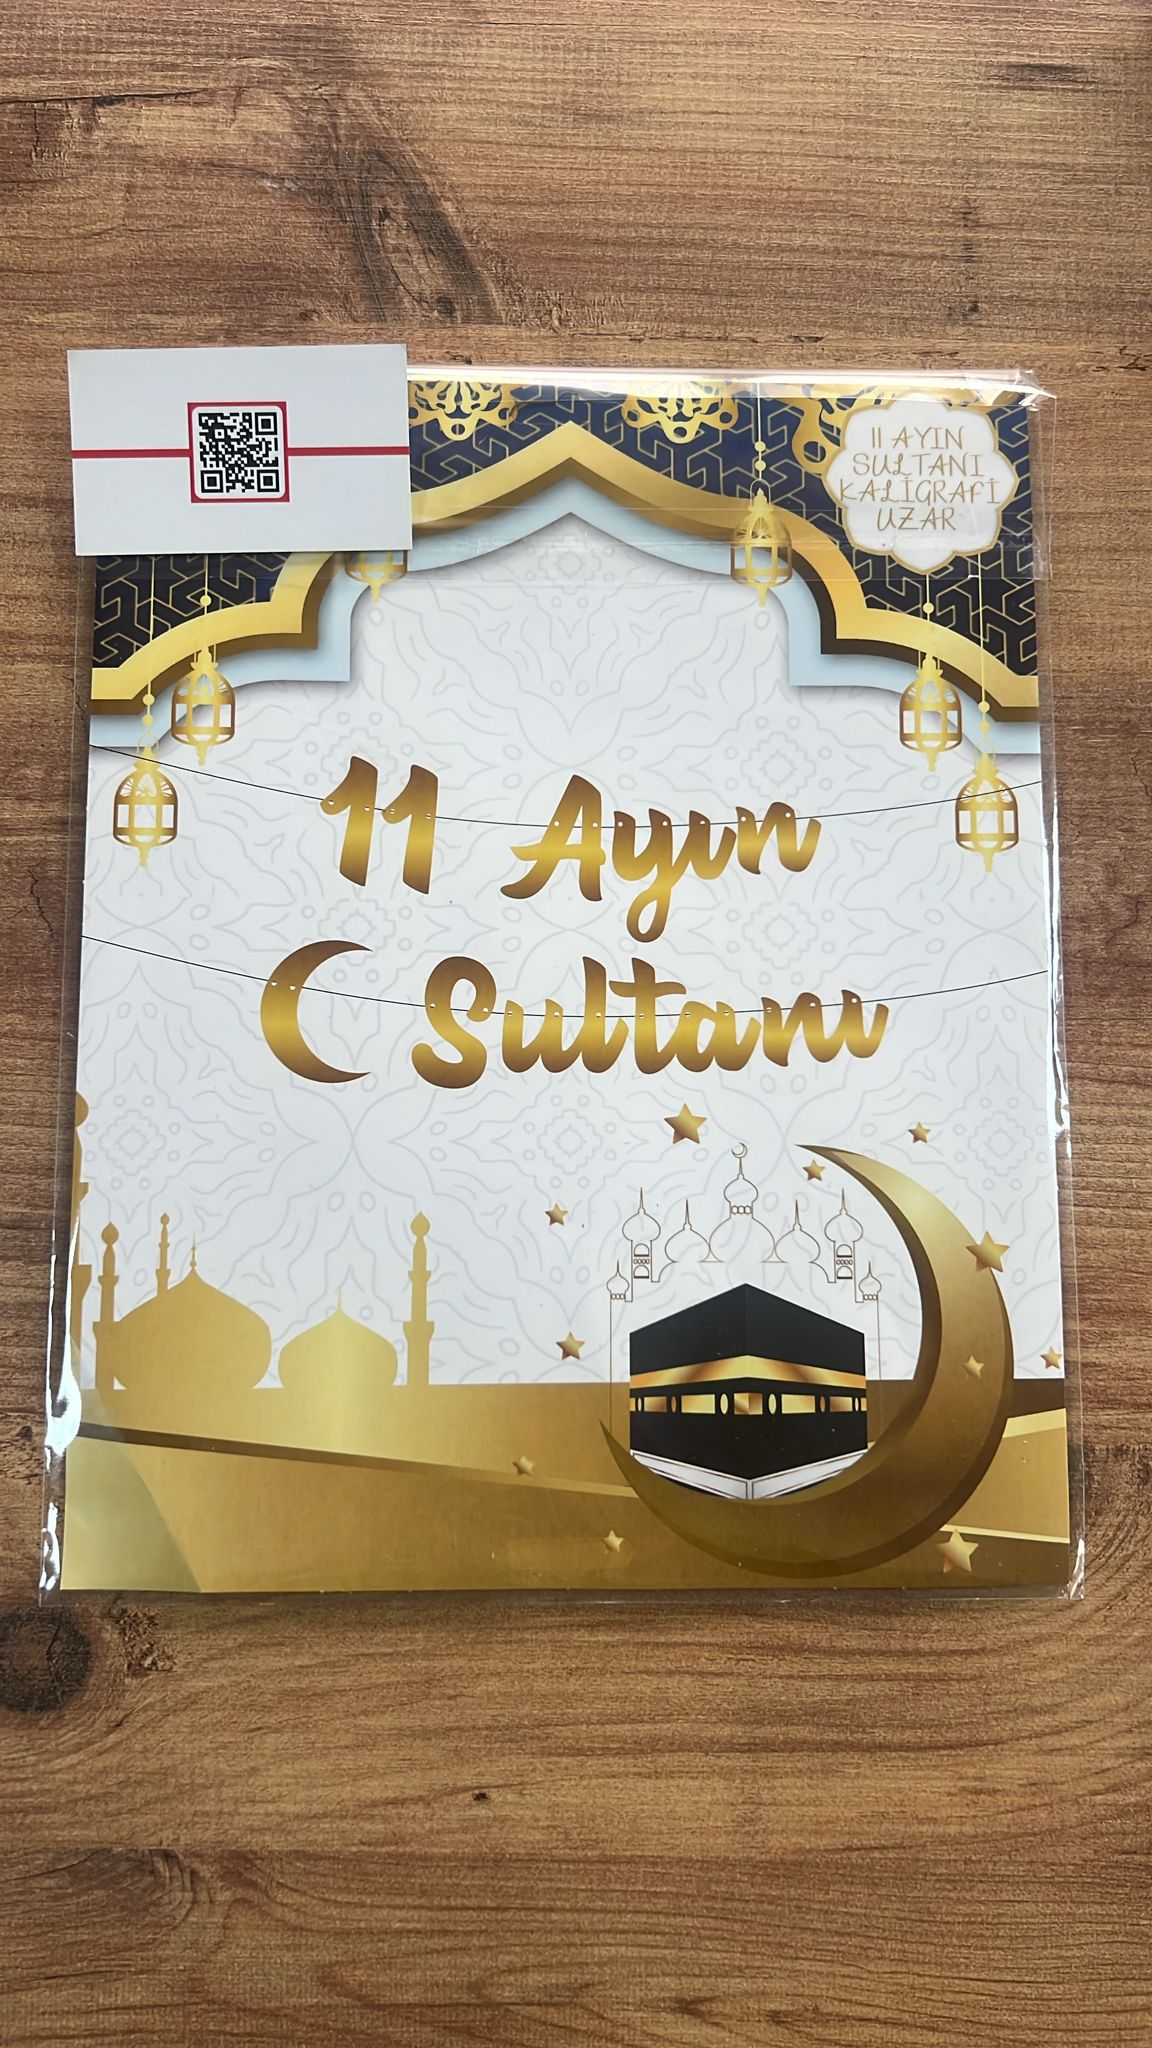 11 AYIN
SULTANI
KALİGRAFİ
UZAR
11 Ayın
Sultanı